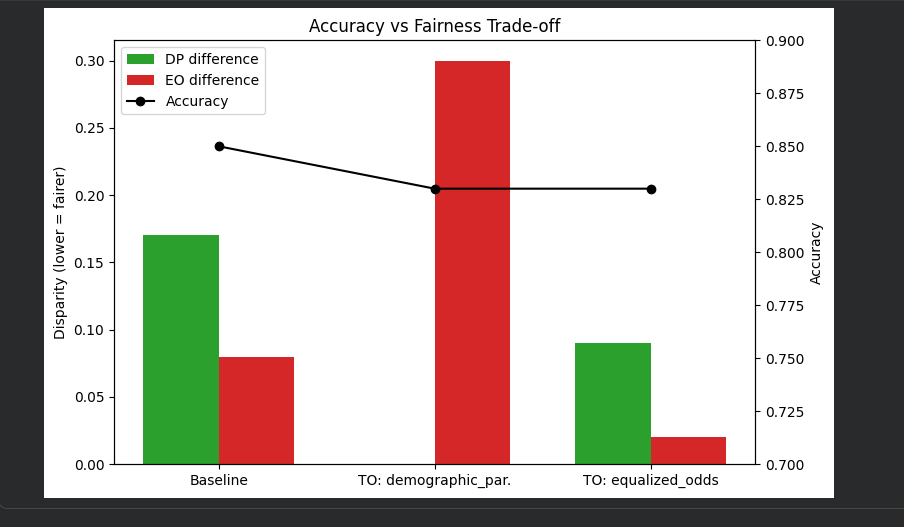 Accuracy vs Fairness Trade-off
DP difference
EO difference
Accuracy
Disparity (lower = fairer)
0.30
0.25
0.20
0.15
0.10
0.05
0.00
0.900
0.875
0.850
0.825
0.800
0.775
0.750
0.725
0.700
Accuracy
Baseline
TO: demographic_par.
TO: equalized_odds